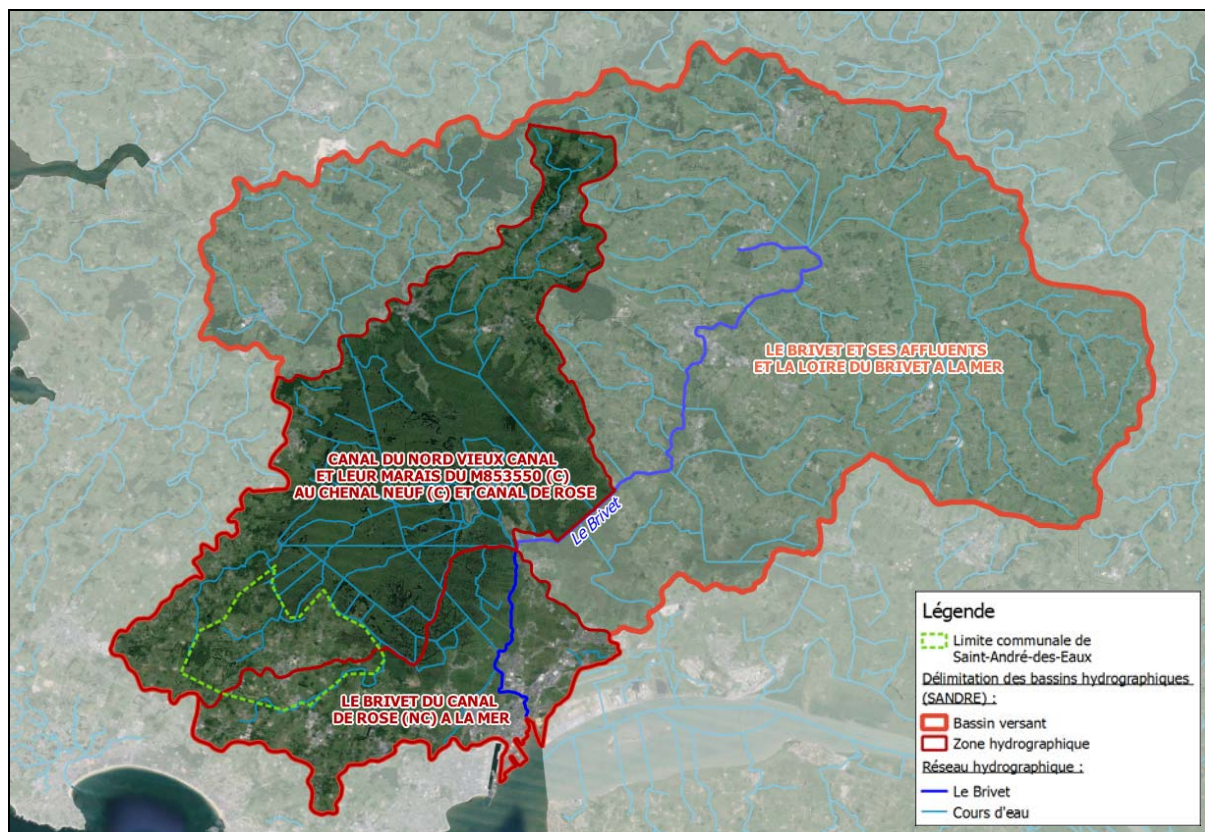 LE BRIVET ET SES AFFLUENTS
ET LA LOIRE DU BRIVET A LA MER
CANAL DU NORD VIEUX CANAL
ET LEUR MARAIS DU M853550 (C)
AU CHENAL NEUF (C) ET CANAL DE ROSE
Le Brivet
LE BRIVET DU CANAL
DE ROSE (NC) A LA MER
Légende
Limite communale de
Saint-André-des-Eaux
Délimitation des bassins hydrographiques
(SANDRE) :
Bassin versant
Zone hydrographique
Réseau hydrographique :
Le Brivet
Cours d'eau